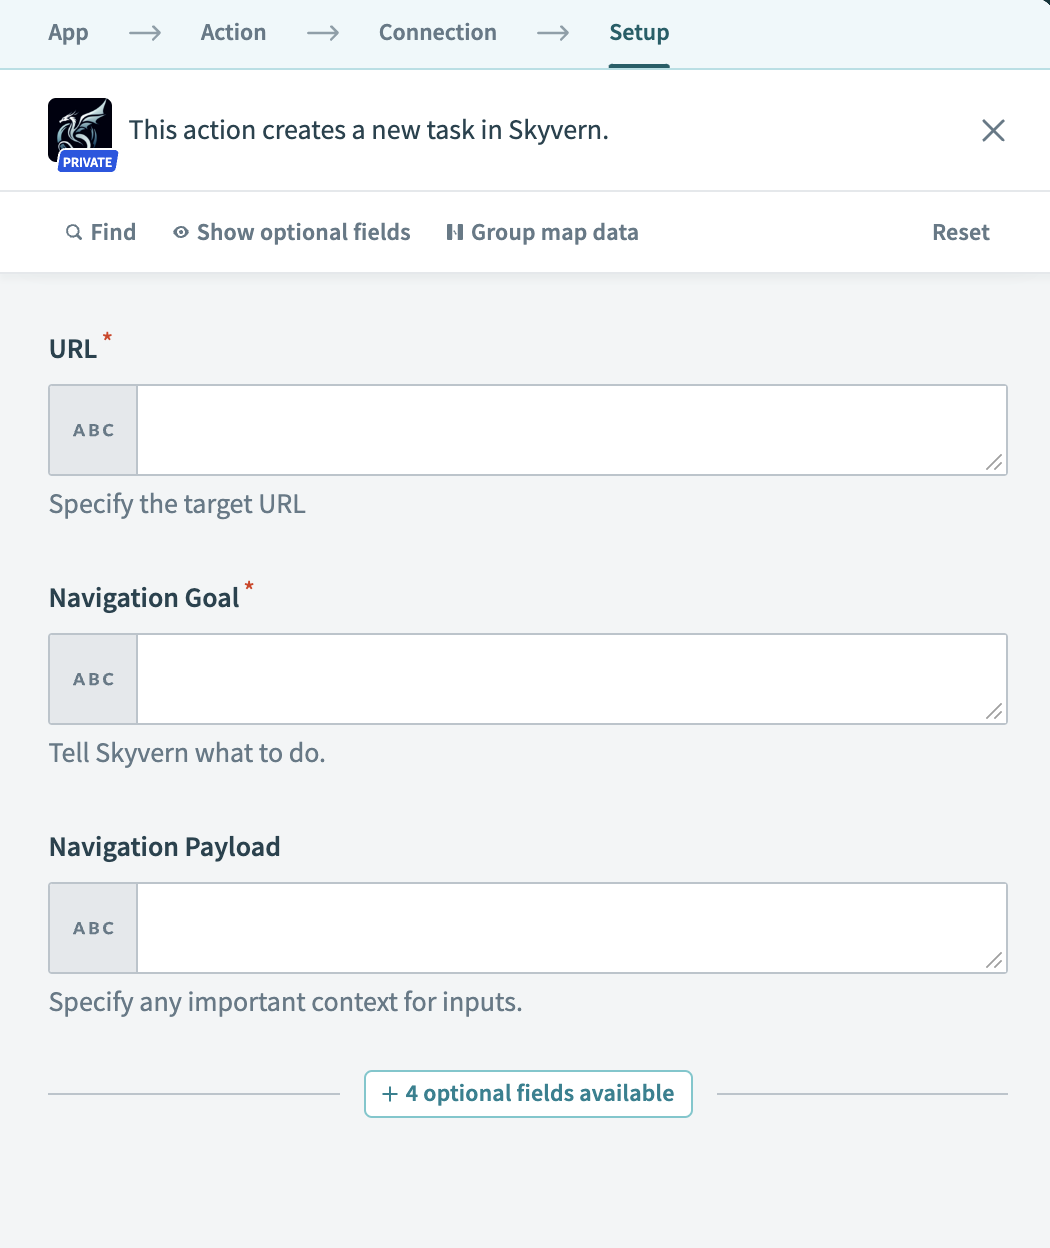 App → Action → Connection → Setup
This action creates a new task in Skyvern.
PRIVATE
Find Show optional fields Group map data Reset
URL *
ABC
Specify the target URL
Navigation Goal *
ABC
Tell Skyvern what to do.
Navigation Payload
ABC
Specify any important context for inputs.
+ 4 optional fields available